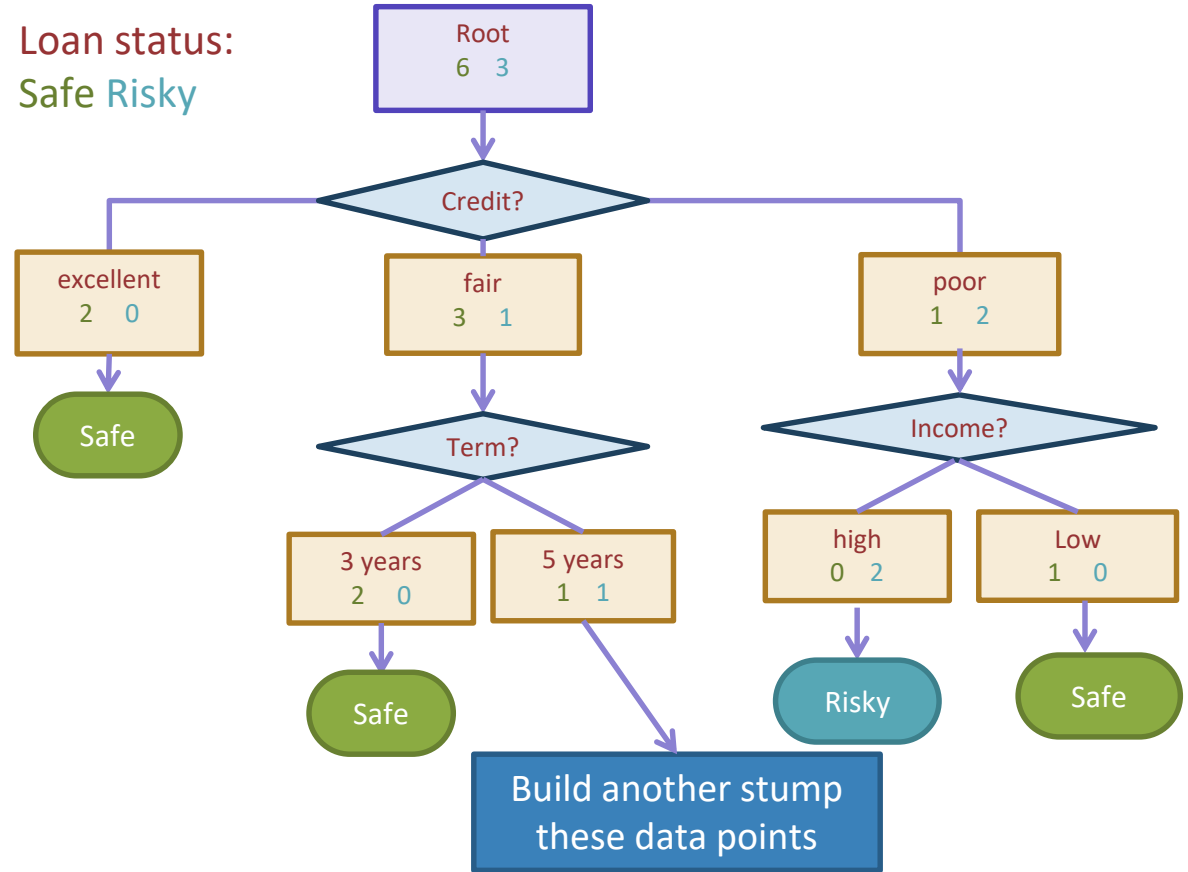 Loan status:
Safe Risky
Root
6 3
Credit?
excellent
2 0
fair
3 1
poor
1 2
Safe
Term?
Income?
3 years
2 0
5 years
1 1
high
0 2
Low
1 0
Safe
Risky
Safe
Build another stump
these data points